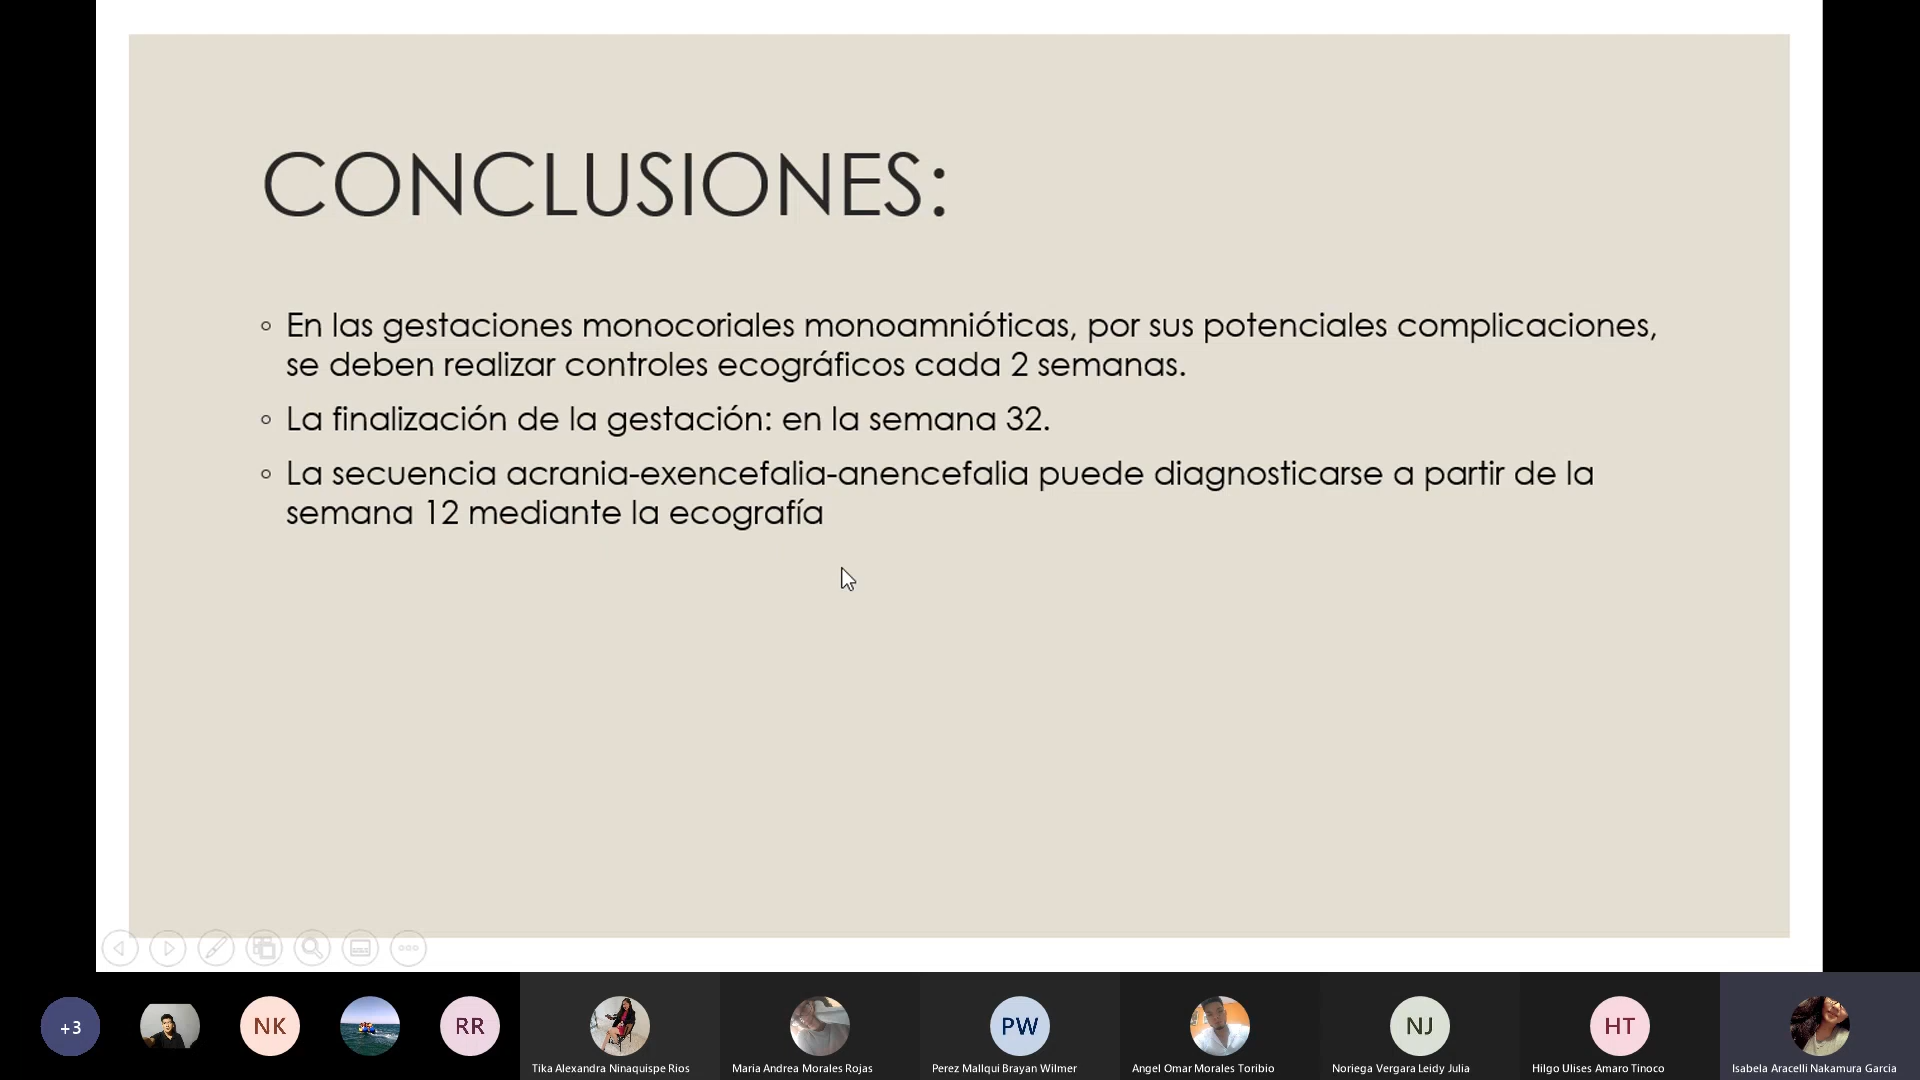 CONCLUSIONES:
◦ En las gestaciones monocoriales monoamnióticas, por sus potenciales complicaciones,
se deben realizar controles ecográficos cada 2 semanas.
◦ La finalización de la gestación: en la semana 32.
◦ La secuencia acrania-exencefalia-anencefalia puede diagnosticarse a partir de la
semana 12 mediante la ecografía
+3
NK
RR
PW
NJ
HT
Tika Alexandra Ninaquispe Rios
Maria Andrea Morales Rojas
Perez Mallqui Brayan Wilmer
Angel Omar Morales Toribio
Noriega Vergara Leidy Julia
Hilgo Ulises Amaro Tinoco
Isabela Aracelli Nakamura Garcia